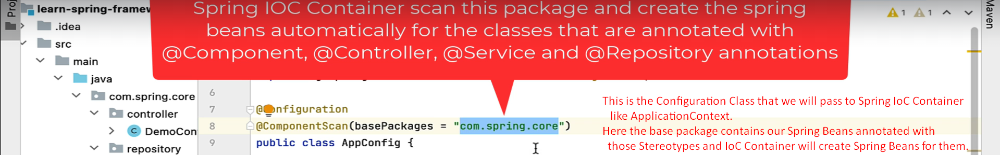 Proj
learn-spring-framew
.idea
src
main
java
com.spring.core
controller
C DemoCon
repository
Spring IOC Container scan this package and create the spring
beans automatically for the classes that are annotated with
@Component, @Controller, @Service and @Repository annotations
1 1
Maven
6
7 @Configuration
8 @ComponentScan(basePackages = "com.spring.core")
9 public class AppConfig {
This is the Configuration Class that we will pass to Spring IoC Container
like ApplicationContext.
Here the base package contains our Spring Beans annotated with
those Stereotypes and IoC Container will create Spring Beans for them.